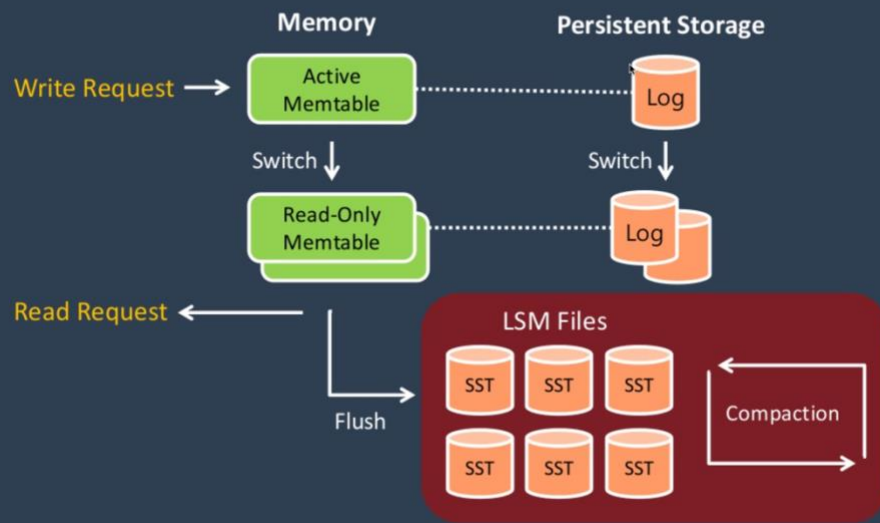 Memory
Persistent Storage
Write Request
Active
Memtable
Log
Switch
Switch
Read-Only
Memtable
Log
Read Request
LSM Files
SST
SST
SST
Flush
Compaction
SST
SST
SST